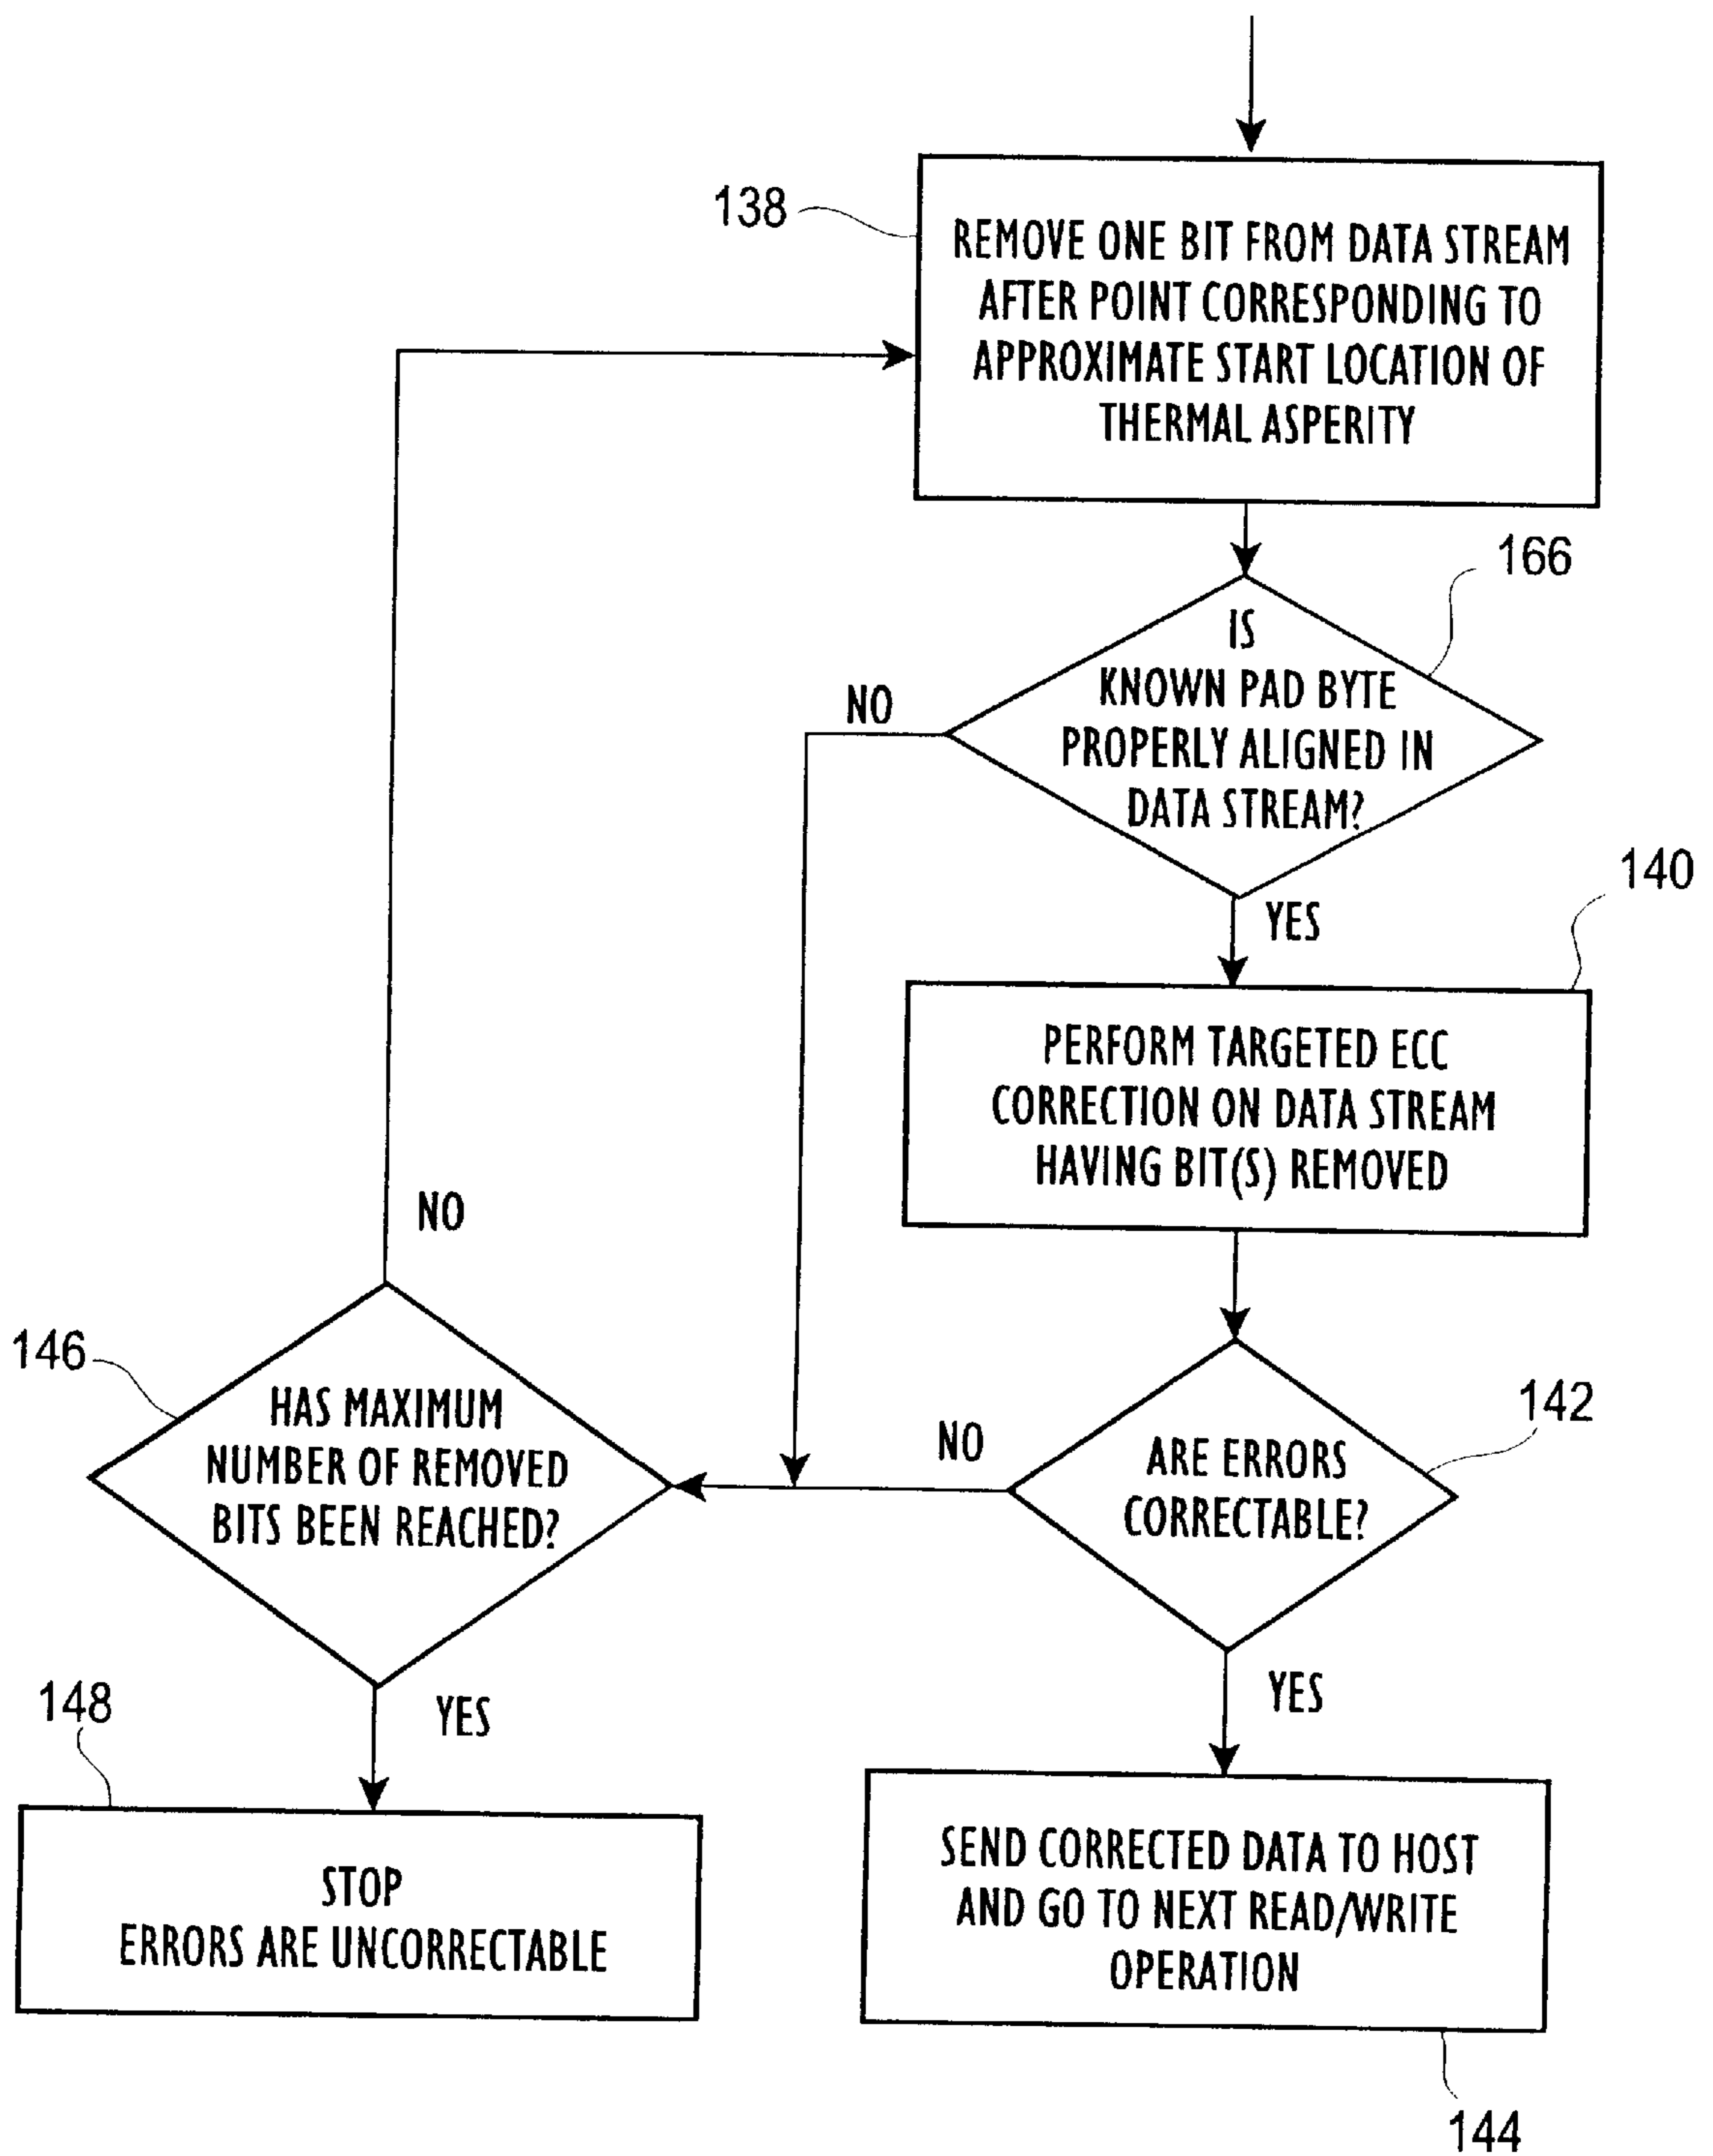 138
REMOVE ONE BIT FROM DATA STREAM
AFTER POINT CORRESPONDING TO
APPROXIMATE START LOCATION OF
THERMAL ASPERITY
166
IS
KNOWN PAD BYTE
PROPERLY ALIGNED IN
DATA STREAM?
NO
YES
140
PERFORM TARGETED ECC
CORRECTION ON DATA STREAM
HAVING BIT(S) REMOVED
NO
146
HAS MAXIMUM
NUMBER OF REMOVED
BITS BEEN REACHED?
NO
142
ARE ERRORS
CORRECTABLE?
YES
YES
148
STOP
ERRORS ARE UNCORRECTABLE
SEND CORRECTED DATA TO HOST
AND GO TO NEXT READ/WRITE
OPERATION
144